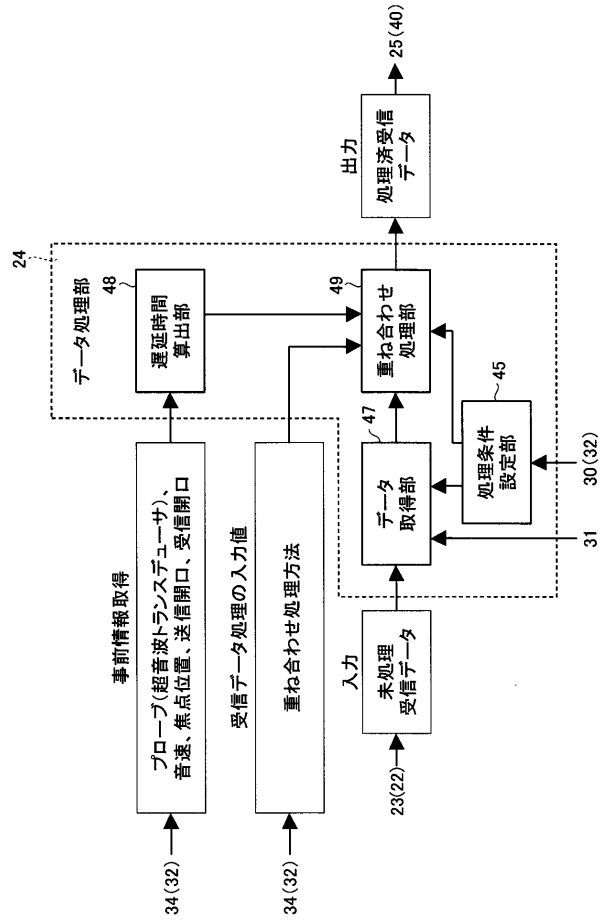 事前情報取得
34(32)
プローブ(超音波トランスデューサ)、
音速、焦点位置、送信開口、受信開口
データ処理部
24
48
遅延時間
算出部
受信データ処理の入力値
34(32)
重ね合わせ処理方法
入力
23(22)
未処理
受信データ
47
データ
取得部
49
重ね合わせ
処理部
出力
処理済受信
データ
25(40)
45
処理条件
設定部
31
30(32)